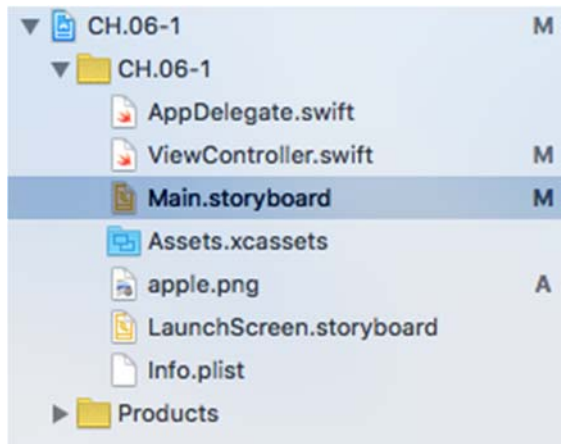 CH.06-1 M
CH.06-1
AppDelegate.swift
ViewController.swift M
Main.storyboard M
Assets.xcassets
apple.png A
LaunchScreen.storyboard
Info.plist
Products